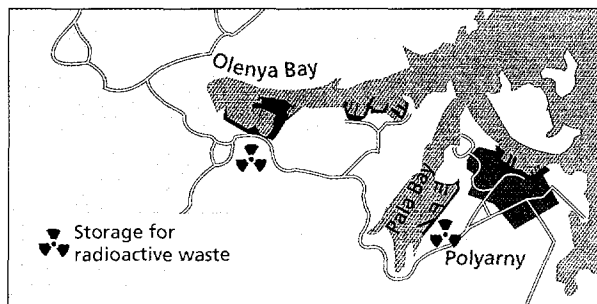 Olenya Bay
Pala Bay
Storage for
radioactive waste
Polyarny